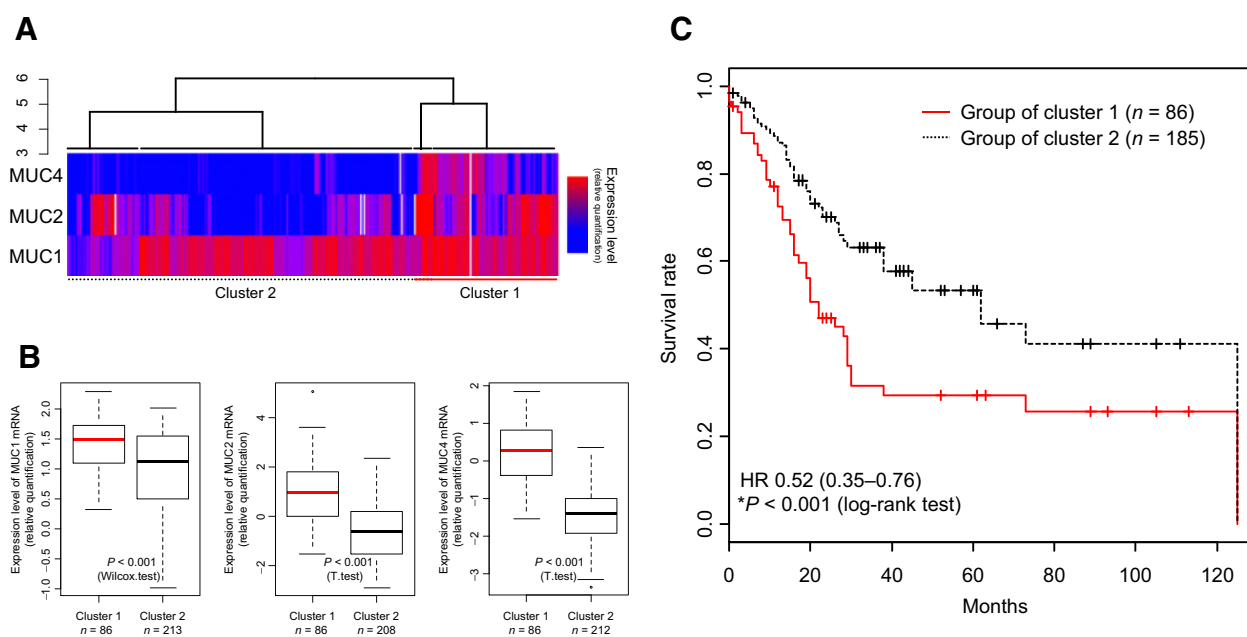 A
6
5
4
3
MUC4
MUC2
MUC1
Expression level
(relative quantification)
Cluster 2
Cluster 1
B
Expression level of MUC1 mRNA
(relative quantification)
2.0
1.5
1.0
0.5
0.0
−1.0
P < 0.001
(Wilcox.test)
Cluster 1
n = 86
Cluster 2
n = 213
Expression level of MUC2 mRNA
(relative quantification)
4
2
0
−2
P < 0.001
(T.test)
Cluster 1
n = 86
Cluster 2
n = 208
Expression level of MUC4 mRNA
(relative quantification)
2
1
0
−1
−2
−3
P < 0.001
(T.test)
Cluster 1
n = 86
Cluster 2
n = 212
C
Survival rate
1.0
0.8
0.6
0.4
0.2
0.0
Group of cluster 1 (n = 86)
Group of cluster 2 (n = 185)
HR 0.52 (0.35–0.76)
*P < 0.001 (log-rank test)
0 20 40 60 80 100 120
Months